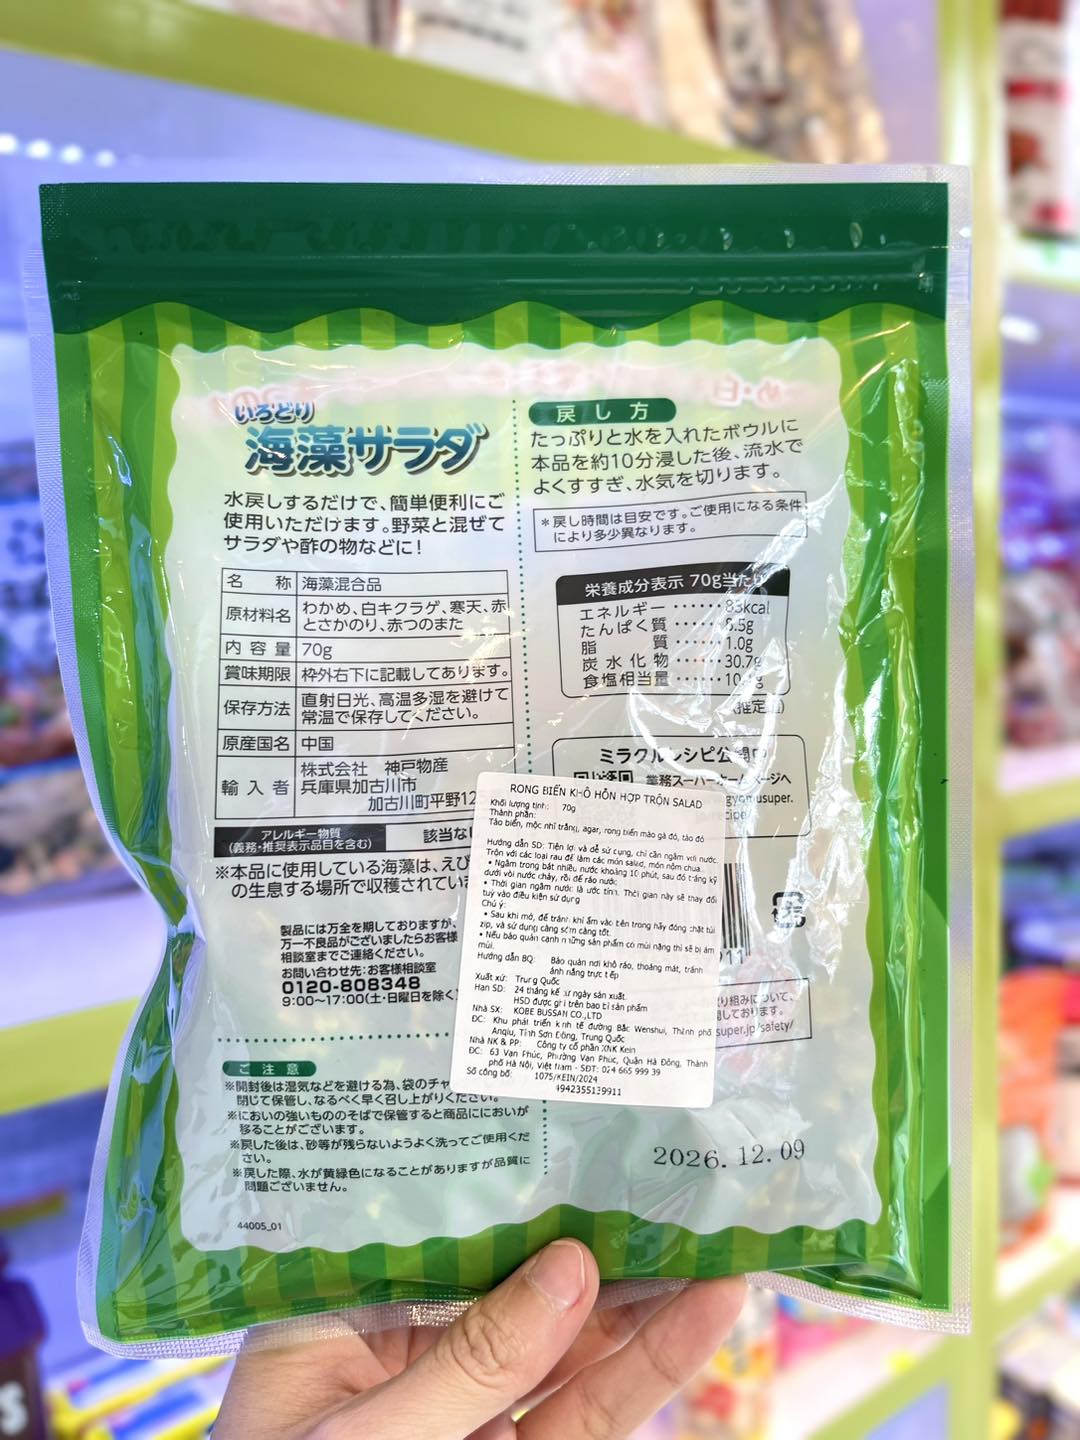 いろどり
海藻サラダ
水戻しするだけで、簡単便利にご
使用いただけます。野菜と混ぜて
サラダや酢の物などに!
名称 海藻混合品
原材料名 わかめ、白キクラゲ、寒天、赤
とさかのり、赤つのまた
内容量 70g
賞味期限 枠外右下に記載してあります。
保存方法 直射日光、高温多湿を避けて
常温で保存してください。
原産国名 中国
輸入者 株式会社 神戸物産
兵庫県加古川市
加古川町平野12
アレルギー物質
(義務・推奨表示品目を含む) 該当な
※本品に使用している海藻は、えび
の生息する場所で収穫されていま
製品には万全を期しておりますが、
万一不良品がございましたらお客様
相談室までご連絡ください。
お問い合わせ先:お客様相談室
0120-808348
9:00〜17:00(土・日曜日を除く
ご注意
※開封後は湿気などを避ける為、袋のチャ
閉じて保管し、なるべく早く召し上がりください。
※においの強いもののそばで保管すると商品ににおいが
移ることがございます。
※戻した後は、砂等が残らないようよく洗ってご使用くだ
さい。
※戻した際、水が黄緑色になることがありますが品質に
問題ございません。
44005_01
戻し方
たっぷりと水を入れたボウルに
本品を約10分浸した後、流水で
よくすすぎ、水気を切ります。
*戻し時間は目安です。ご使用になる条件
により多少異なります。
栄養成分表示 70g当たり
エネルギー・・・・・・83kcal
たんぱく質・・・・・・5g
脂質・・・・・・1.0g
炭水化物・・・・・・30.7g
食塩相当量・・・・・・
(推定値)
ミラクルレシピ公開中
業務スーパーホームページへ
gyomusuper.
recipe
RONG BIỂN KHÔ HỖN HỢP TRỘN SALAD
Khối lượng tịnh: 70g
Thành phần:
Tảo biển, mộc nhĩ trắng, agar, rong biển mào gà đỏ, tảo đỏ
Hướng dẫn SD: Tiện lợi và dễ sử dụng, chỉ cần ngâm với nước.
Trộn với các loại rau để làm các món salad, món nộm chua...
• Ngâm trong bát nhiều nước khoảng 10 phút, sau đó tráng kỹ
dưới vòi nước chảy, rồi để ráo nước
• Thời gian ngâm nước là ước tính. Thời gian này sẽ thay đổi
tuỳ vào điều kiện sử dụng
Chú ý:
• Sau khi mở, để tránh khí ẩm vào bên trong hãy đóng chặt túi
zip, và sử dụng càng sớm càng tốt.
• Nếu bảo quản cạnh những sản phẩm có mùi nặng thì sẽ bị ám
mùi.
Hướng dẫn BQ: Bảo quản nơi khô ráo, thoáng mát, tránh
ánh nắng trực tiếp
Xuất xứ: Trung Quốc
Hạn SD: 24 tháng kể từ ngày sản xuất.
HSD được ghi trên bao bì sản phẩm
Nhà SX: KOBE BUSSAN CO.,LTD
ĐC: Khu phát triển kinh tế đường Bắc Wenshui, Thành phố
Anqiu, Tỉnh Sơn Đông, Trung Quốc
Nhà NK & PP: Công ty cổ phần XNK Kein
ĐC: 63 Vạn Phúc, Phường Vạn Phúc, Quận Hà Đông, Thành
phố Hà Nội, Việt Nam - SĐT: 024 665 999 39
Số công bố: 1075/KEIN/2024
4942355139911
911
り組みについて、
しております。
super.jp/safety/
2026.12.09